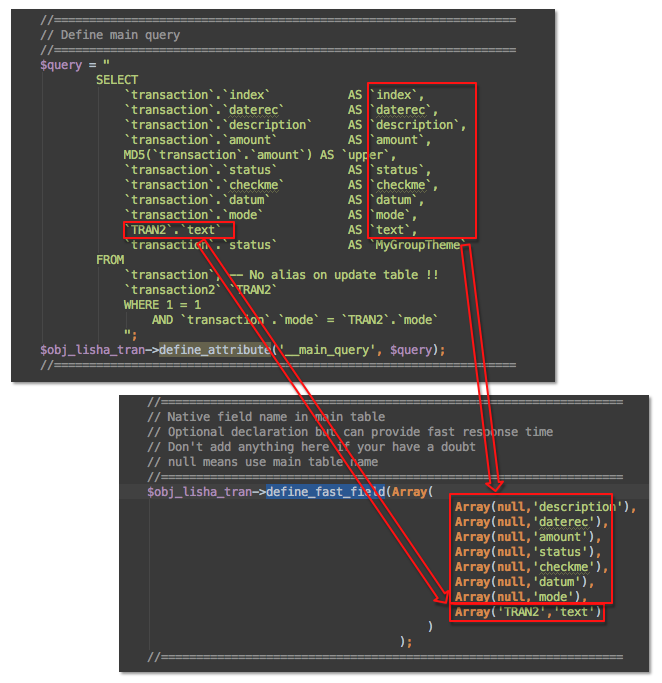 //==================================================================
// Define main query
//==================================================================
$query = "
SELECT
`transaction`.`index` AS `index`,
`transaction`.`daterec` AS `daterec`,
`transaction`.`description` AS `description`,
`transaction`.`amount` AS `amount`,
MD5(`transaction`.`amount`) AS `upper`,
`transaction`.`status` AS `status`,
`transaction`.`checkme` AS `checkme`,
`transaction`.`datum` AS `datum`,
`transaction`.`mode` AS `mode`,
`TRAN2`.`text` AS `text`,
`transaction`.`status` AS `MyGroupTheme`
FROM
`transaction`, -- No alias on update table !!
`transaction2` `TRAN2`
WHERE 1 = 1
AND `transaction`.`mode` = `TRAN2`.`mode`
";
$obj_lisha_tran->define_attribute('__main_query', $query);
//==================================================================
//==================================================================
// Native field name in main table
// Optional declaration but can provide fast response time
// Don't add anything here if your have a doubt
// null means use main table name
//==================================================================
$obj_lisha_tran->define_fast_field(Array(
Array(null,'description'),
Array(null,'daterec'),
Array(null,'amount'),
Array(null,'status'),
Array(null,'checkme'),
Array(null,'datum'),
Array(null,'mode'),
Array('TRAN2','text')
)
);
//==================================================================